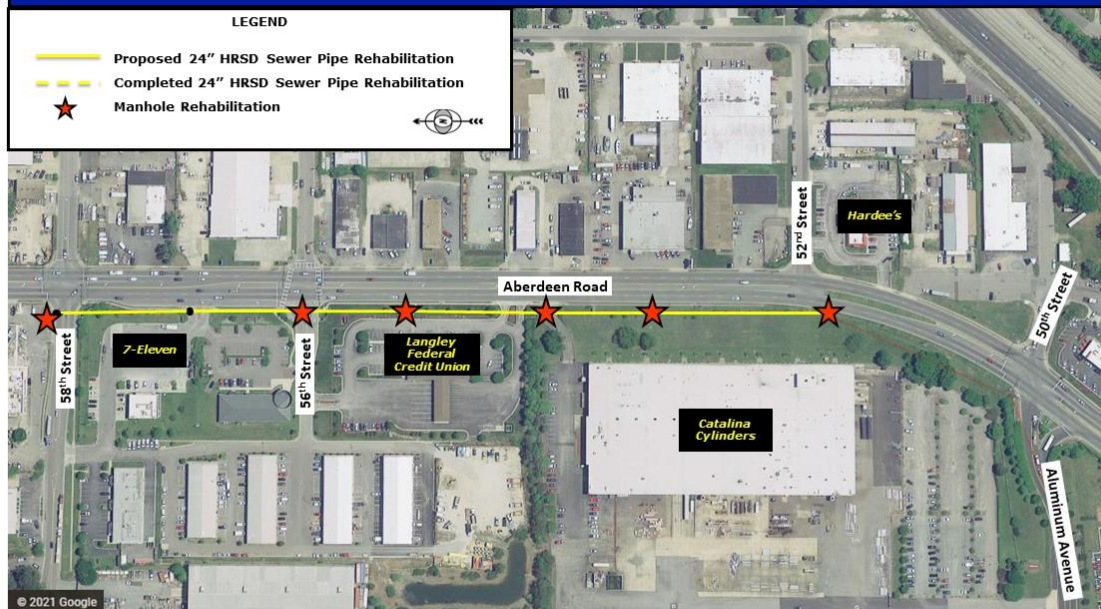 LEGEND
Proposed 24” HRSD Sewer Pipe Rehabilitation
Completed 24” HRSD Sewer Pipe Rehabilitation
Manhole Rehabilitation
N
52nd Street
Hardee's
Aberdeen Road
50th Street
58th Street
7-Eleven
56th Street
Langley
Federal
Credit Union
Catalina
Cylinders
Aluminum Avenue
© 2021 Google